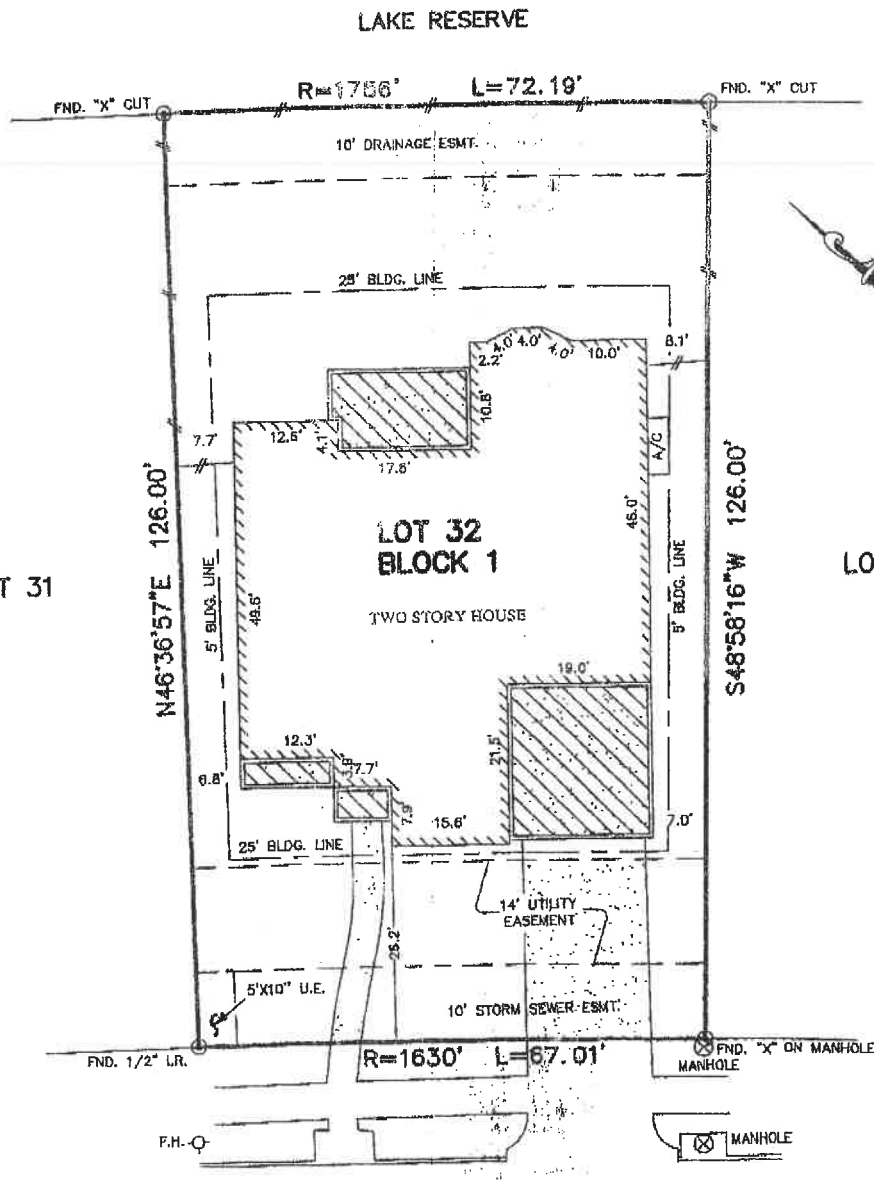 LAKE RESERVE
R=1756' L=72.19'
FND. "X" CUT
FND. "X" CUT
10' DRAINAGE ESMT.
25' BLDG. LINE
4.0' 4.0' 4.0' 10.0'
8.1'
2.2'
10.8'
12.6'
4.1'
17.8'
7.7'
A/C
46.0'
N46°36'57"E 126.00'
S48°58'16"W 126.00'
LOT 32
BLOCK 1
TWO STORY HOUSE
T 31
LO
5' BLDG. LINE
5' BLDG. LINE
49.6'
19.0'
21.5'
12.3'
7.7'
6.8'
7.9'
15.6'
7.0'
25' BLDG. LINE
14' UTILITY
EASEMENT
26.2'
5'X10" U.E.
10' STORM SEWER ESMT.
R=1630' L=67.01'
FND. 1/2" I.R.
FND. "X" ON MANHOLE
MANHOLE
F.H.
MANHOLE